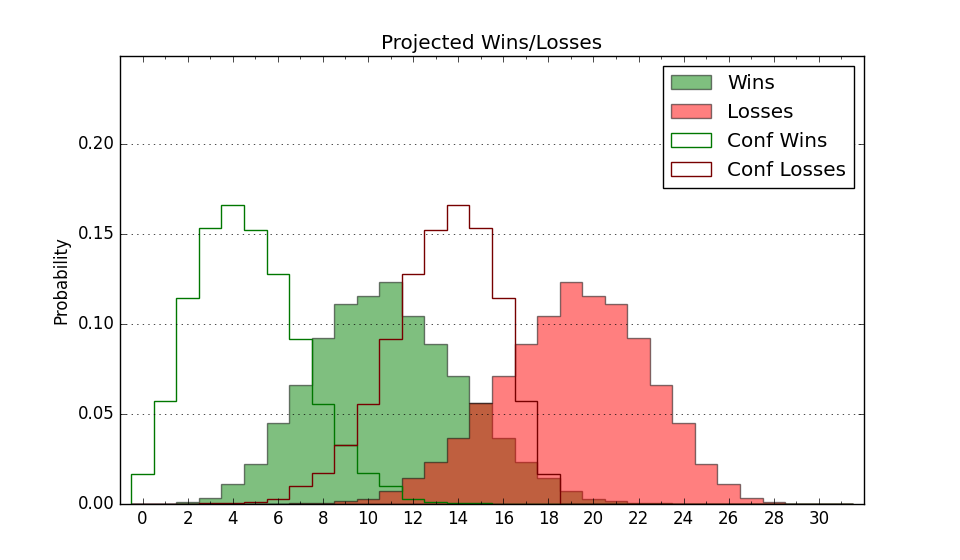 Projected Wins/Losses
Wins
Losses
Conf Wins
Conf Losses
Probability
0.20
0.15
0.10
0.05
0.00
0 2 4 6 8 10 12 14 16 18 20 22 24 26 28 30